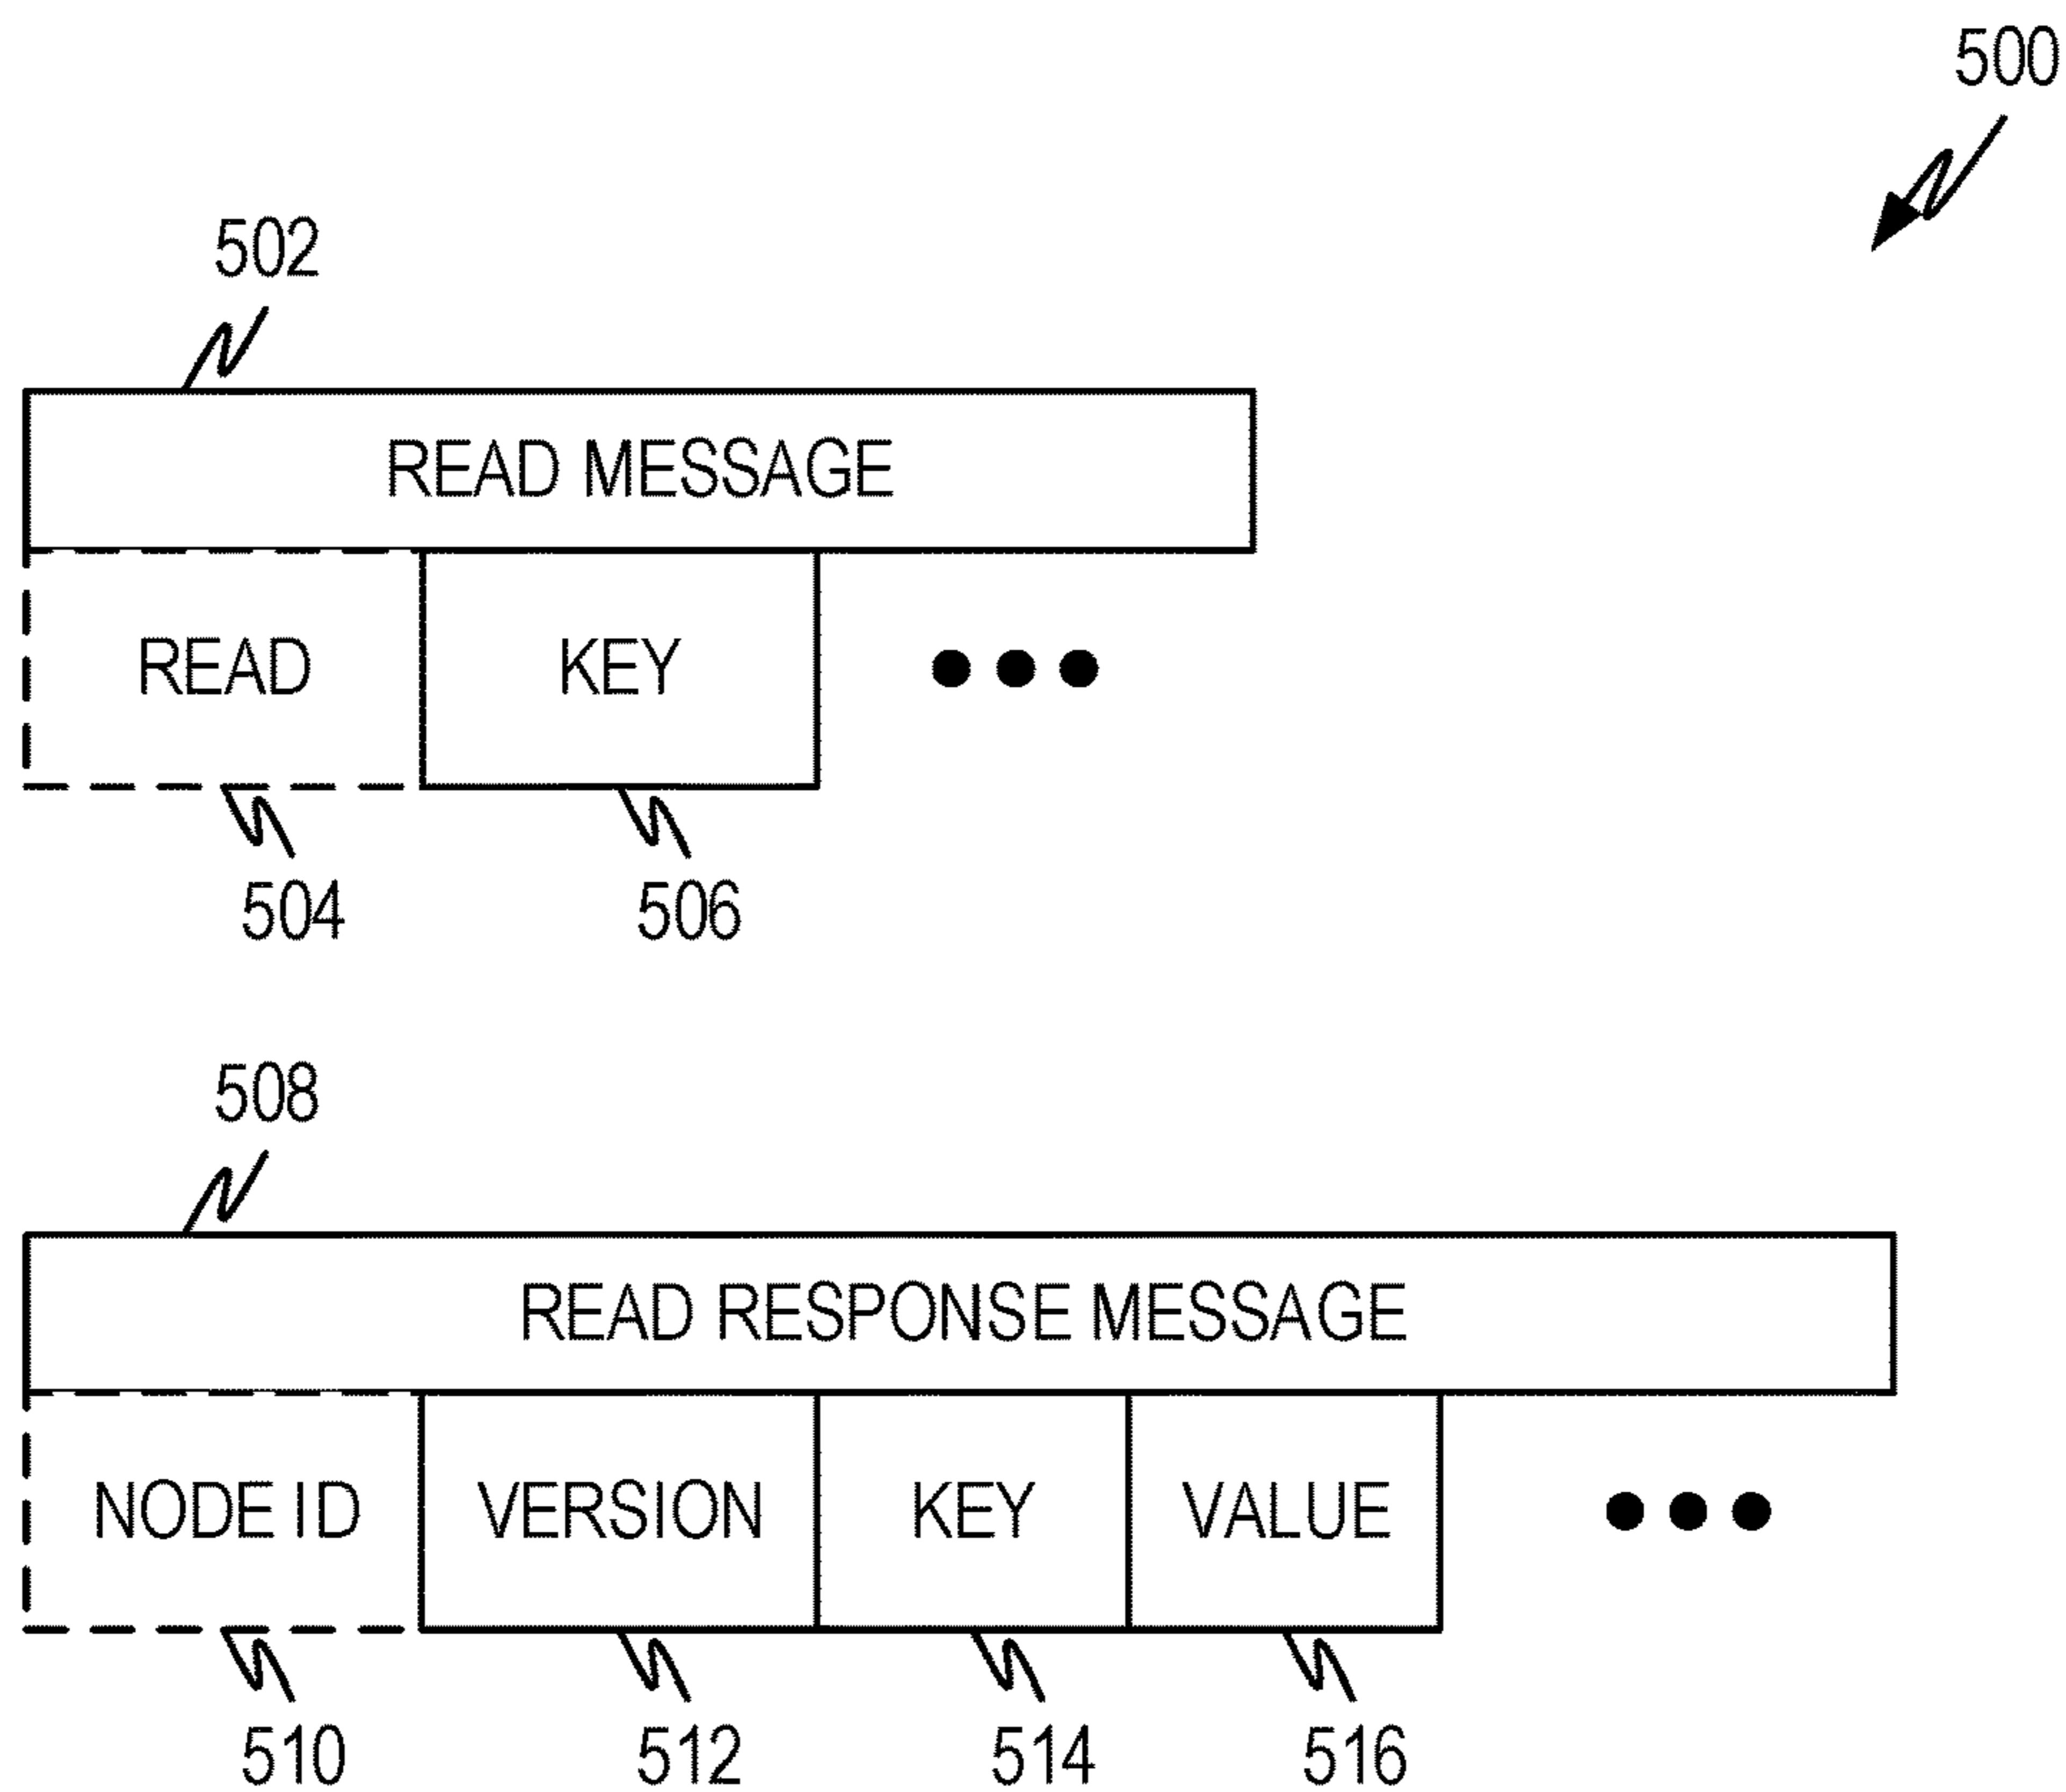 500
502
READ MESSAGE
READ KEY
504 506
508
READ RESPONSE MESSAGE
NODE ID VERSION KEY VALUE
510 512 514 516